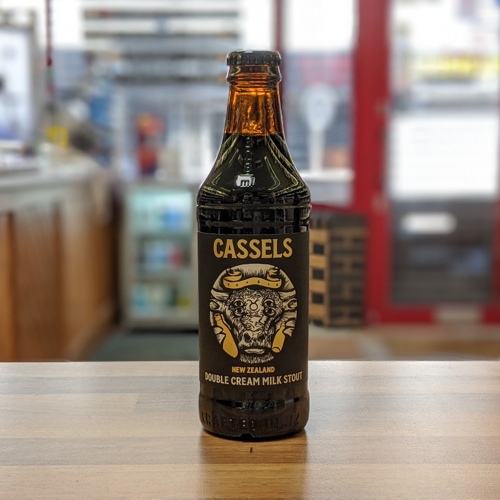 CASSELS
NEW ZEALAND
DOUBLE CREAM MILK STOUT